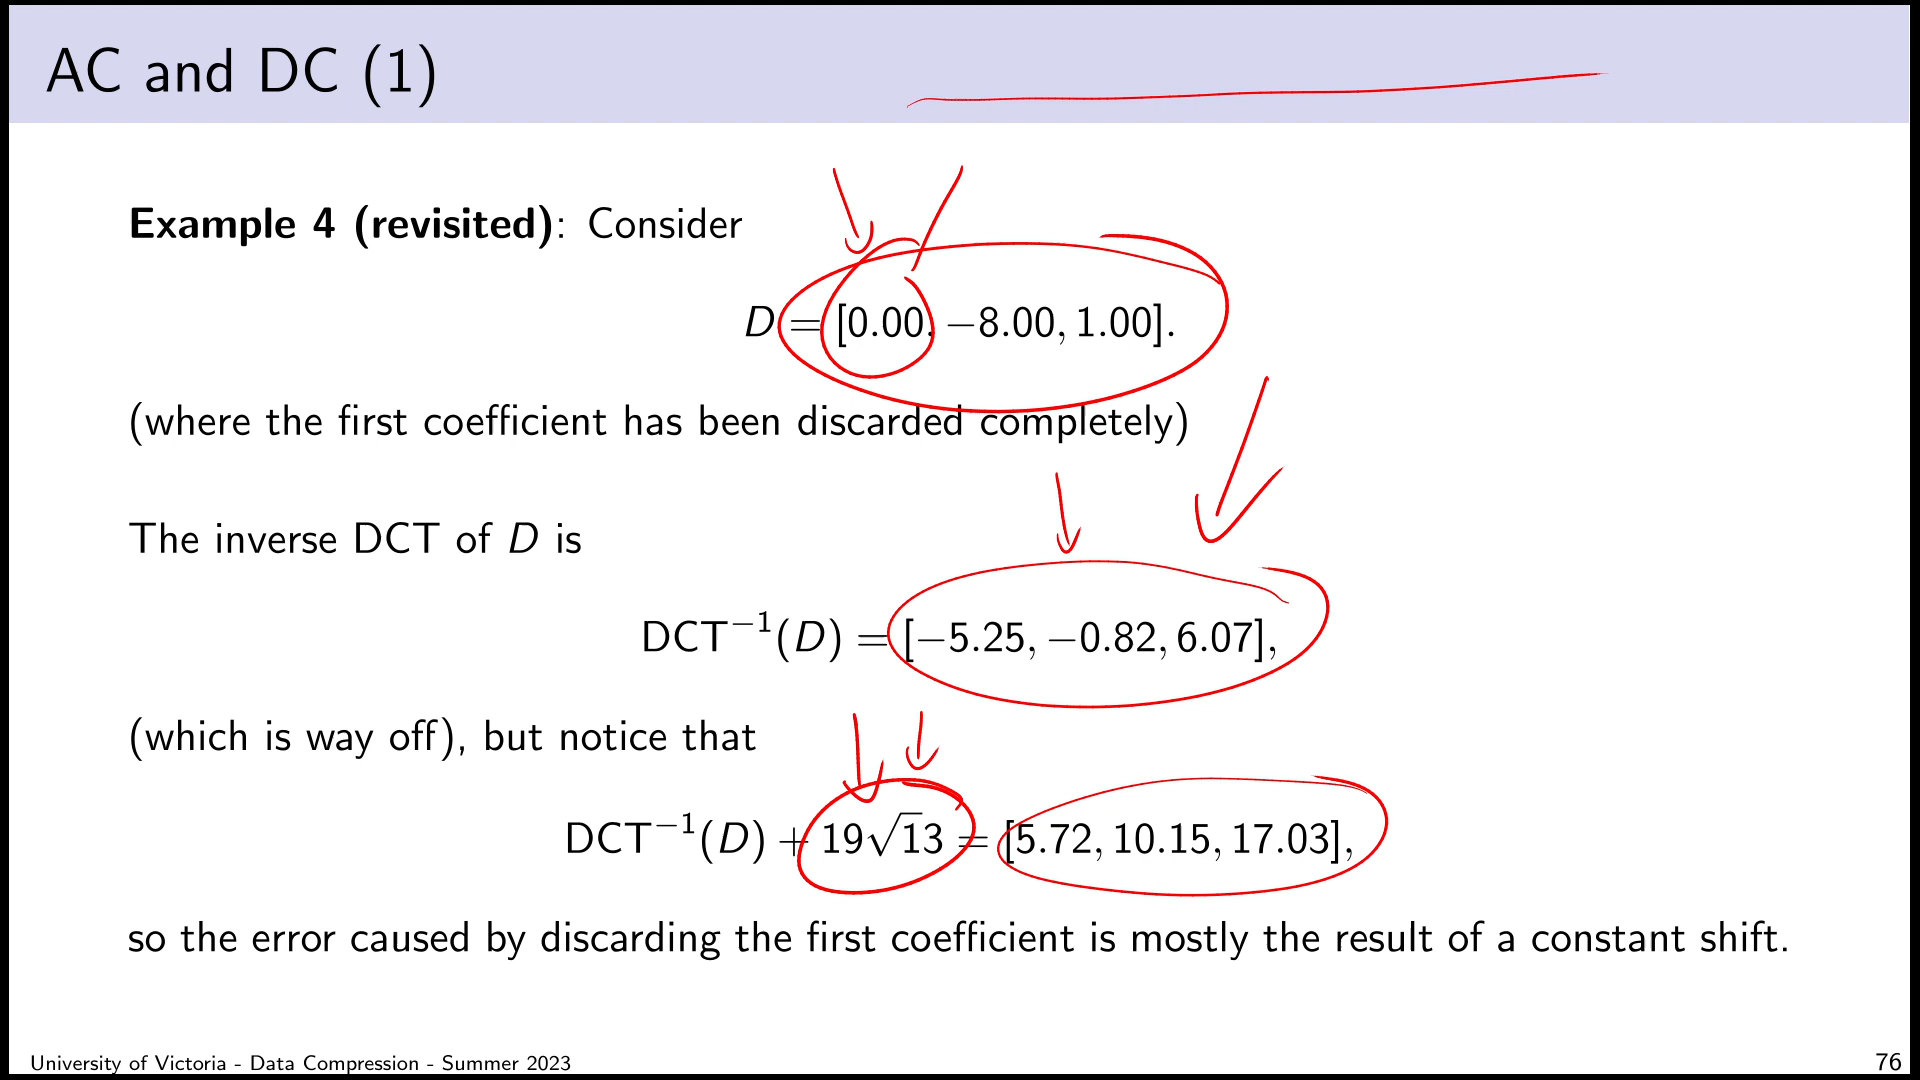 AC and DC (1)
Example 4 (revisited): Consider
D = [0.00, −8.00, 1.00].
(where the first coefficient has been discarded completely)
The inverse DCT of D is
DCT⁻¹(D) = [−5.25, −0.82, 6.07],
(which is way off), but notice that
DCT⁻¹(D) + 19√13 = [5.72, 10.15, 17.03],
so the error caused by discarding the first coefficient is mostly the result of a constant shift.
University of Victoria - Data Compression - Summer 2023
76